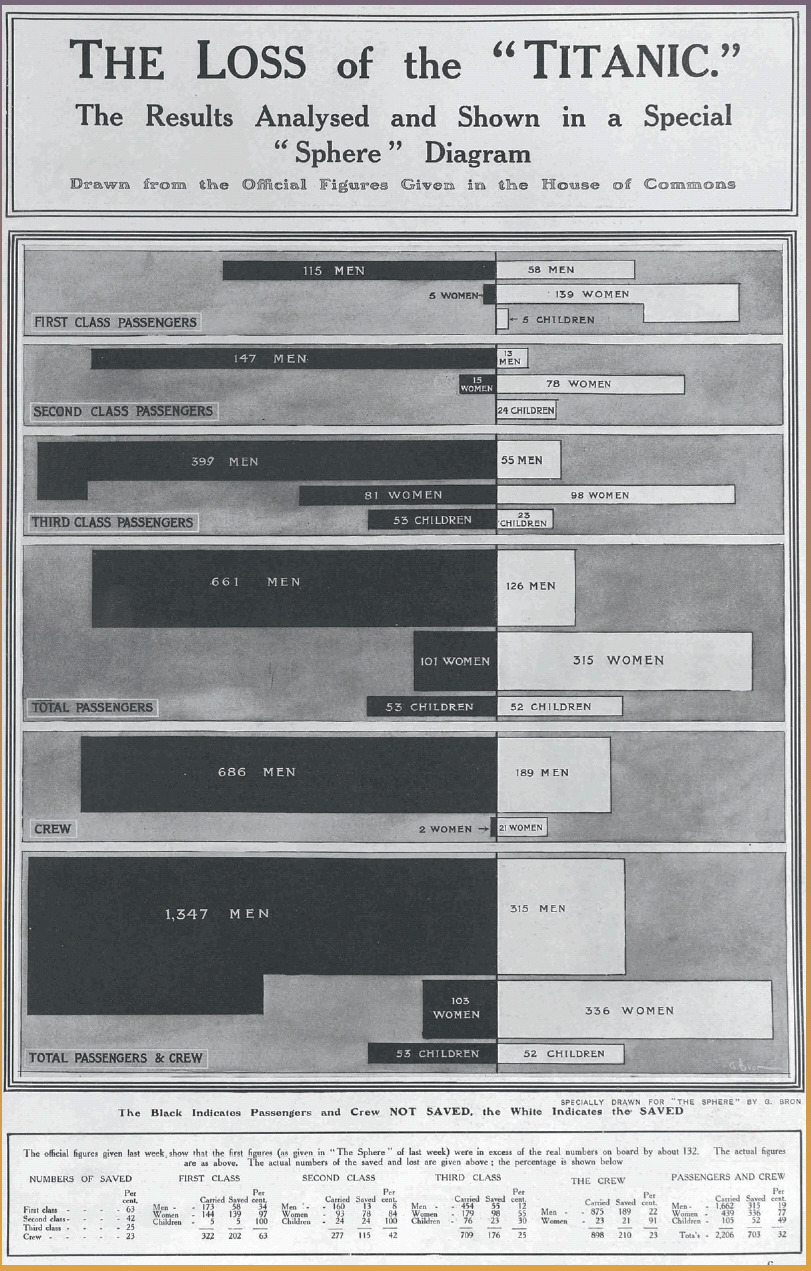 THE LOSS of the "TITANIC."
The Results Analysed and Shown in a Special
"Sphere" Diagram
Drawn from the Official Figures Given in the House of Commons
115 MEN 58 MEN
5 WOMEN 139 WOMEN
5 CHILDREN
FIRST CLASS PASSENGERS
147 MEN 13 MEN
15 WOMEN 78 WOMEN
24 CHILDREN
SECOND CLASS PASSENGERS
399 MEN 55 MEN
81 WOMEN 98 WOMEN
53 CHILDREN 23 CHILDREN
THIRD CLASS PASSENGERS
661 MEN 126 MEN
101 WOMEN 315 WOMEN
53 CHILDREN 52 CHILDREN
TOTAL PASSENGERS
686 MEN 189 MEN
2 WOMEN 21 WOMEN
CREW
1,347 MEN 315 MEN
103 WOMEN 336 WOMEN
53 CHILDREN 52 CHILDREN
TOTAL PASSENGERS & CREW
SPECIALLY DRAWN FOR "THE SPHERE" BY G. BRON
The Black Indicates Passengers and Crew NOT SAVED, the White Indicates the SAVED
The official figures given last week, show that the first figures (as given in "The Sphere" of last week) were in excess of the real numbers on board by about 132. The actual figures
are as above. The actual numbers of the saved and lost are given above; the percentage is shown below
NUMBERS OF SAVED
Per cent.
First class - - - - 63
Second class - - - - 42
Third class - - - - 25
Crew - - - - 23
FIRST CLASS
Carried Saved Per cent.
Men - - 173 58 34
Women - 144 139 97
Children - 5 5 100
322 202 63
SECOND CLASS
Carried Saved Per cent.
Men - - 160 13 8
Women - 93 78 84
Children - 24 24 100
277 115 42
THIRD CLASS
Carried Saved Per cent.
Men - - 454 55 12
Women - 179 98 55
Children - 76 23 30
709 176 25
THE CREW
Carried Saved Per cent.
Men - - 875 189 22
Women - 23 21 91
898 210 23
PASSENGERS AND CREW
Carried Saved Per cent.
Men - - 1,662 315 19
Women - 439 336 77
Children - 105 52 49
Tota's - 2,206 703 32